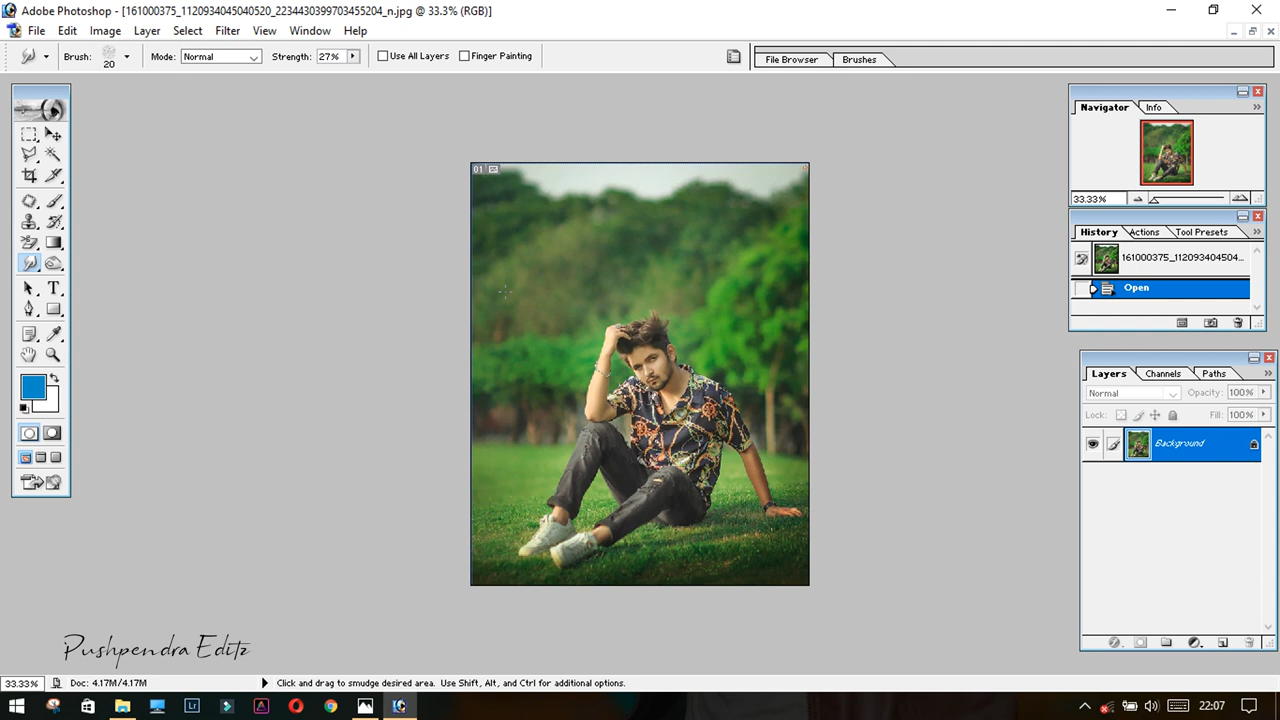 Adobe Photoshop - [161000375_1120934045040520_2234430399703455204_n.jpg @ 33.3% (RGB)]
File Edit Image Layer Select Filter View Window Help
Brush: 20 Mode: Normal Strength: 27% Use All Layers Finger Painting File Browser Brushes
Navigator Info
33.33%
History Actions Tool Presets
161000375_112093404504...
Open
Layers Channels Paths
Normal Opacity: 100%
Lock: Fill: 100%
Background
01
T
Pushpendra Editz
33.33% Doc: 4.17M/4.17M Click and drag to smudge desired area. Use Shift, Alt, and Ctrl for additional options.
Lr 22:07